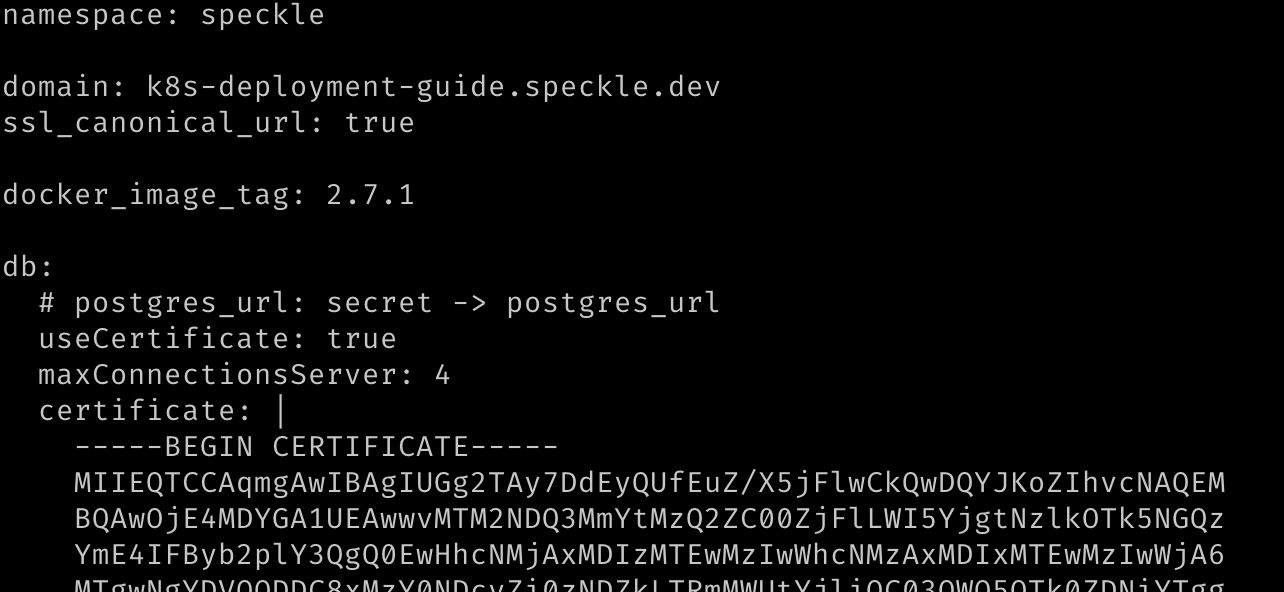 namespace: speckle
domain: k8s-deployment-guide.speckle.dev
ssl_canonical_url: true
docker_image_tag: 2.7.1
db:
# postgres_url: secret -> postgres_url
useCertificate: true
maxConnectionsServer: 4
certificate: |
-----BEGIN CERTIFICATE-----
MIIEQTCCAqmgAwIBAgIUGg2TAy7DdEyQUfEuZ/X5jFlwCkQwDQYJKoZIhvcNAQEM
BQAwOjE4MDYGA1UEAwwvMTM2NDQ3MmYtMzQ2ZC00ZjFlLWI5YjgtNzlkOTk5NGQz
YmE4IFByb2plY3QgQ0EwHhcNMjAxMDIzMTEwMzIwWhcNMzAxMDIxMTEwMzIwWjA6